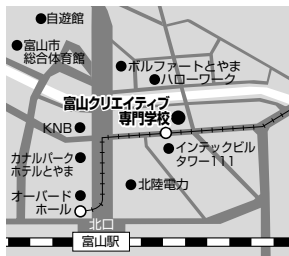 自遊館
富山市
総合体育館
ボルファートとやま
ハローワーク
富山クリエイティブ
専門学校
KNB
インテックビル
タワー111
カナルパーク
ホテルとやま
北陸電力
オーバード
ホール
北口
富山駅